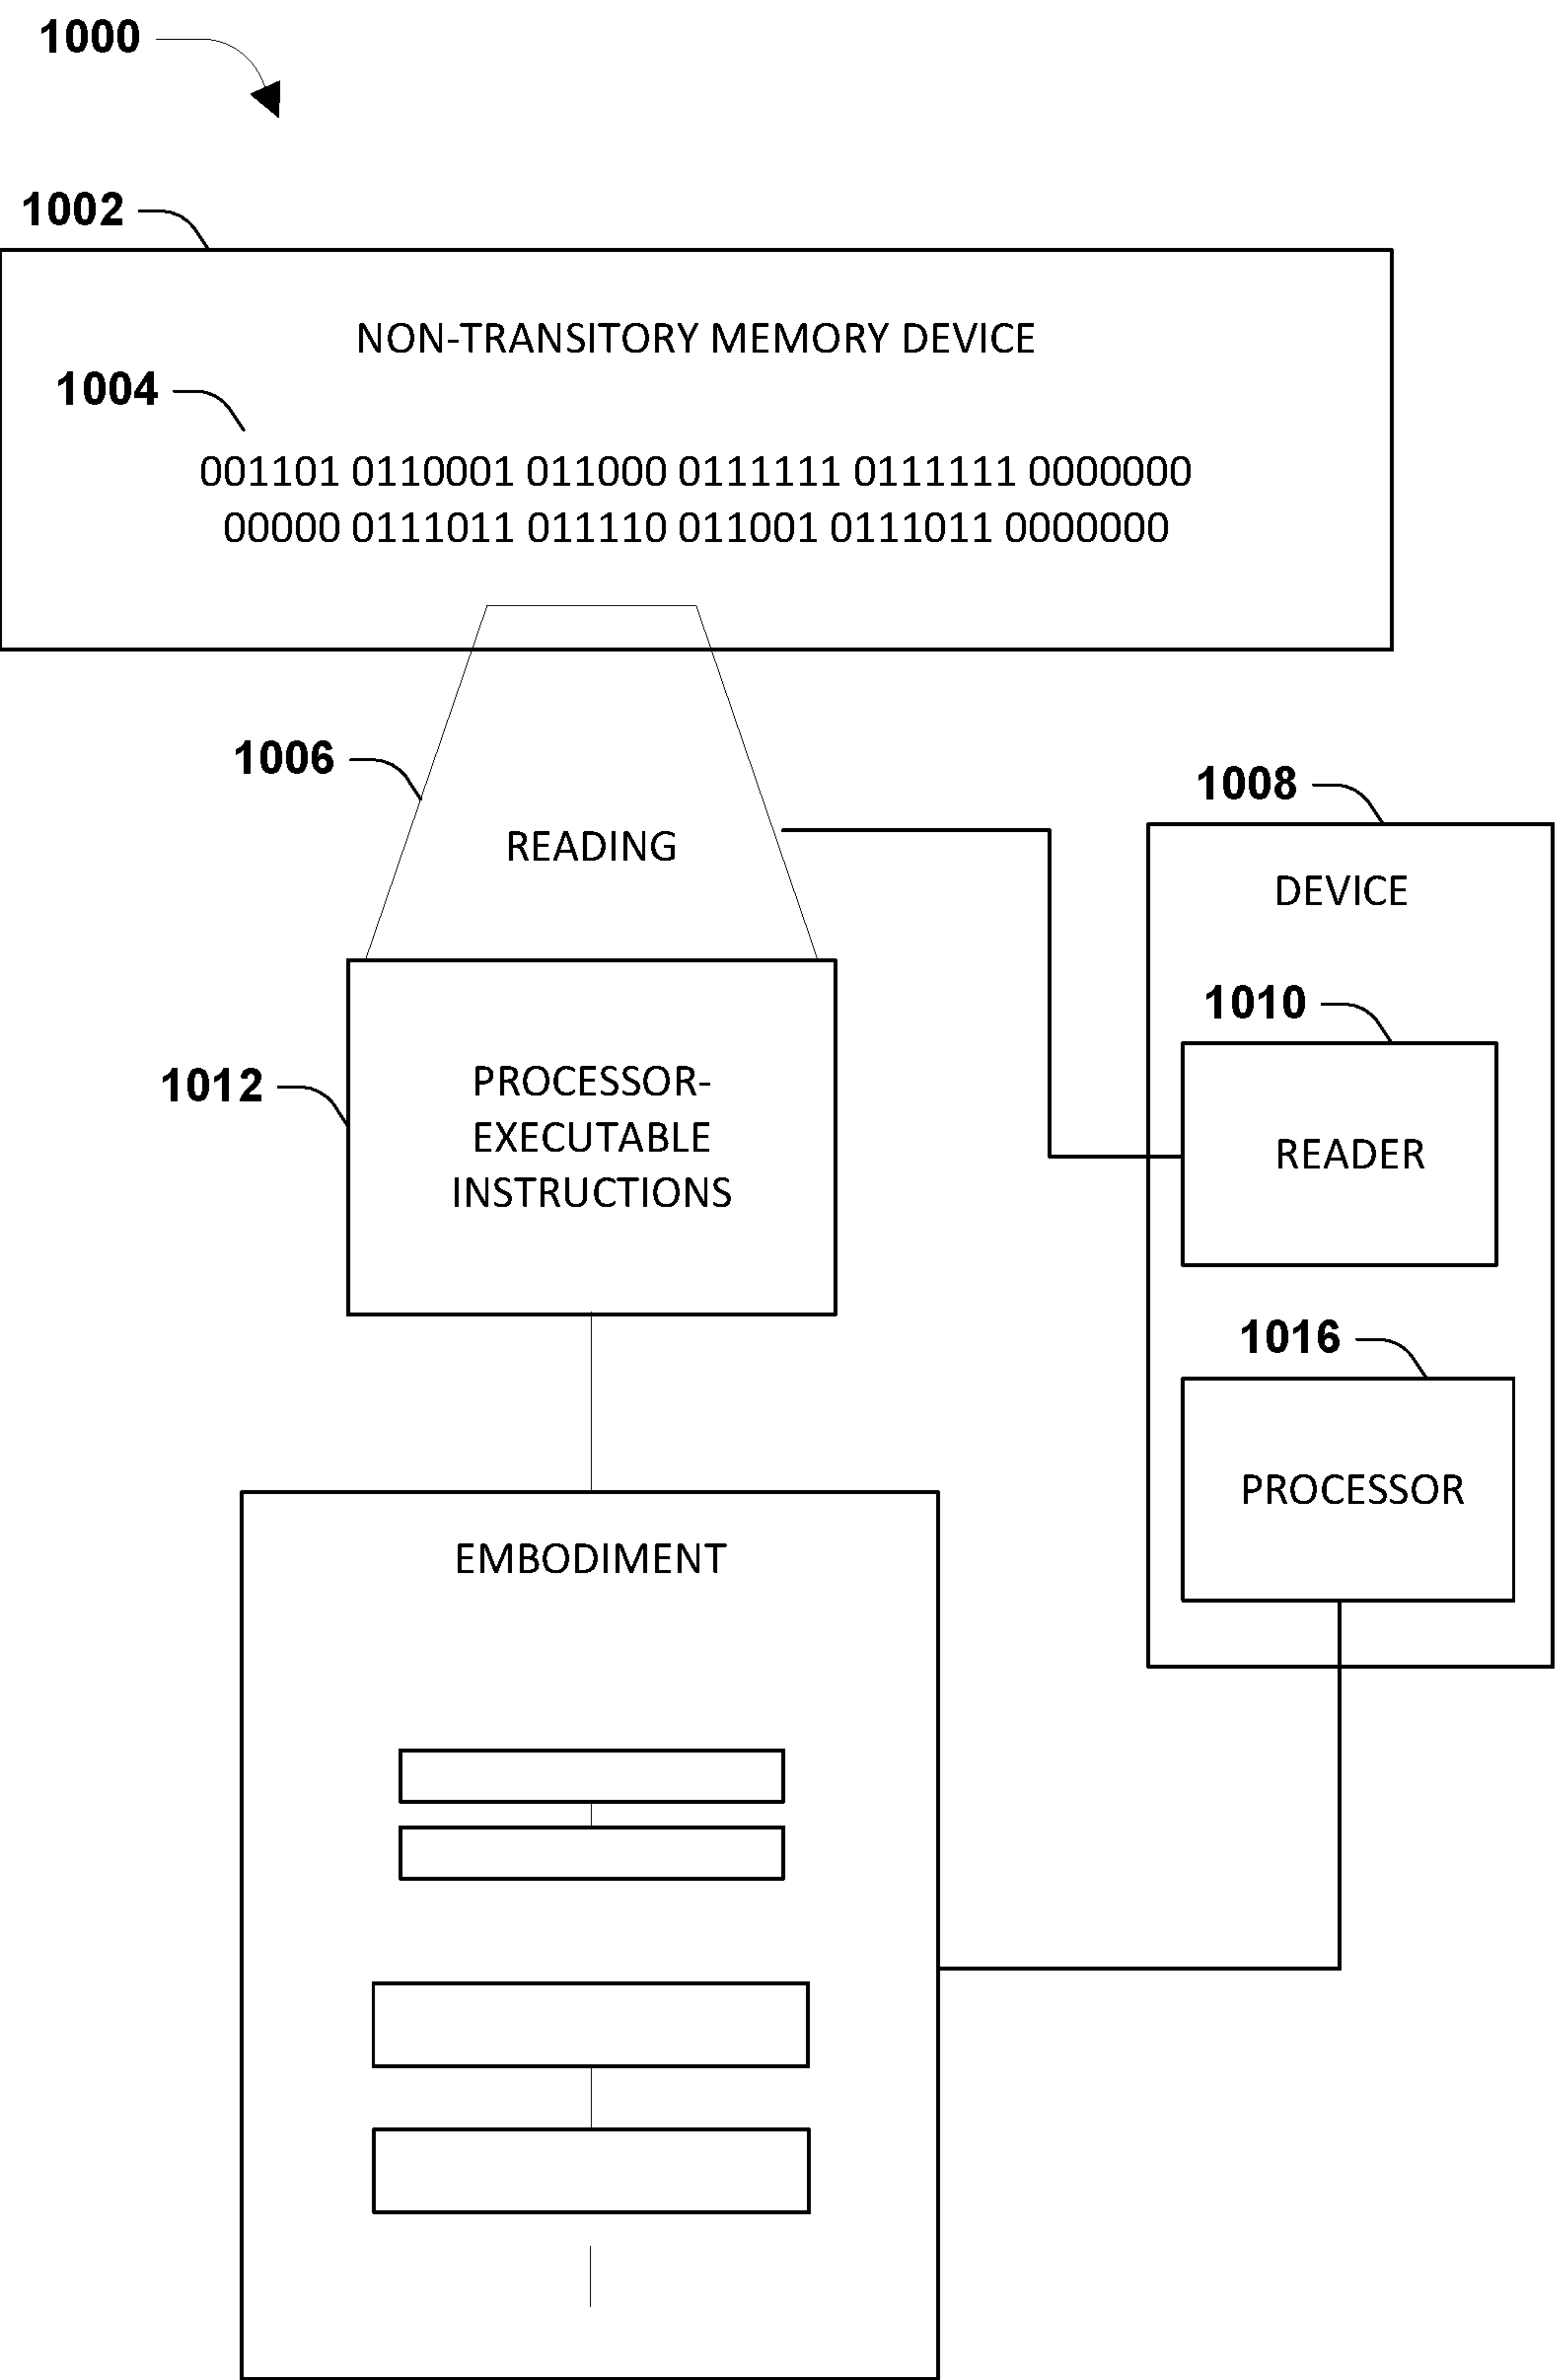 1000
1002
NON-TRANSITORY MEMORY DEVICE
1004
001101 0110001 011000 0111111 0111111 0000000
00000 0111011 011110 011001 0111011 0000000
1006
READING
1008
DEVICE
1010
READER
1012
PROCESSOR-
EXECUTABLE
INSTRUCTIONS
1016
PROCESSOR
EMBODIMENT